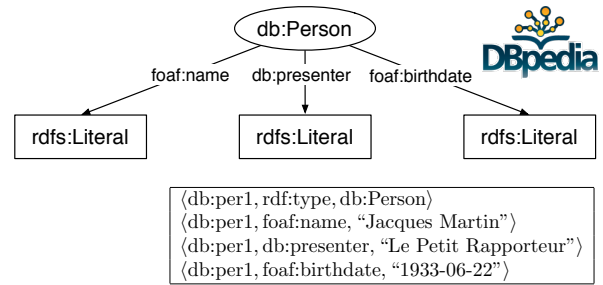 db:Person
DBpedia
foaf:name db:presenter foaf:birthdate
rdfs:Literal rdfs:Literal rdfs:Literal
⟨db:per1, rdf:type, db:Person⟩
⟨db:per1, foaf:name, “Jacques Martin”⟩
⟨db:per1, db:presenter, “Le Petit Rapporteur”⟩
⟨db:per1, foaf:birthdate, “1933-06-22”⟩